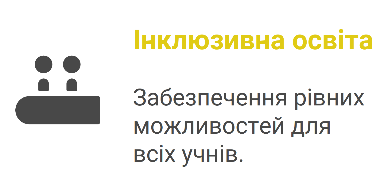 Інклюзивна освіта
Забезпечення рівних
можливостей для
всіх учнів.